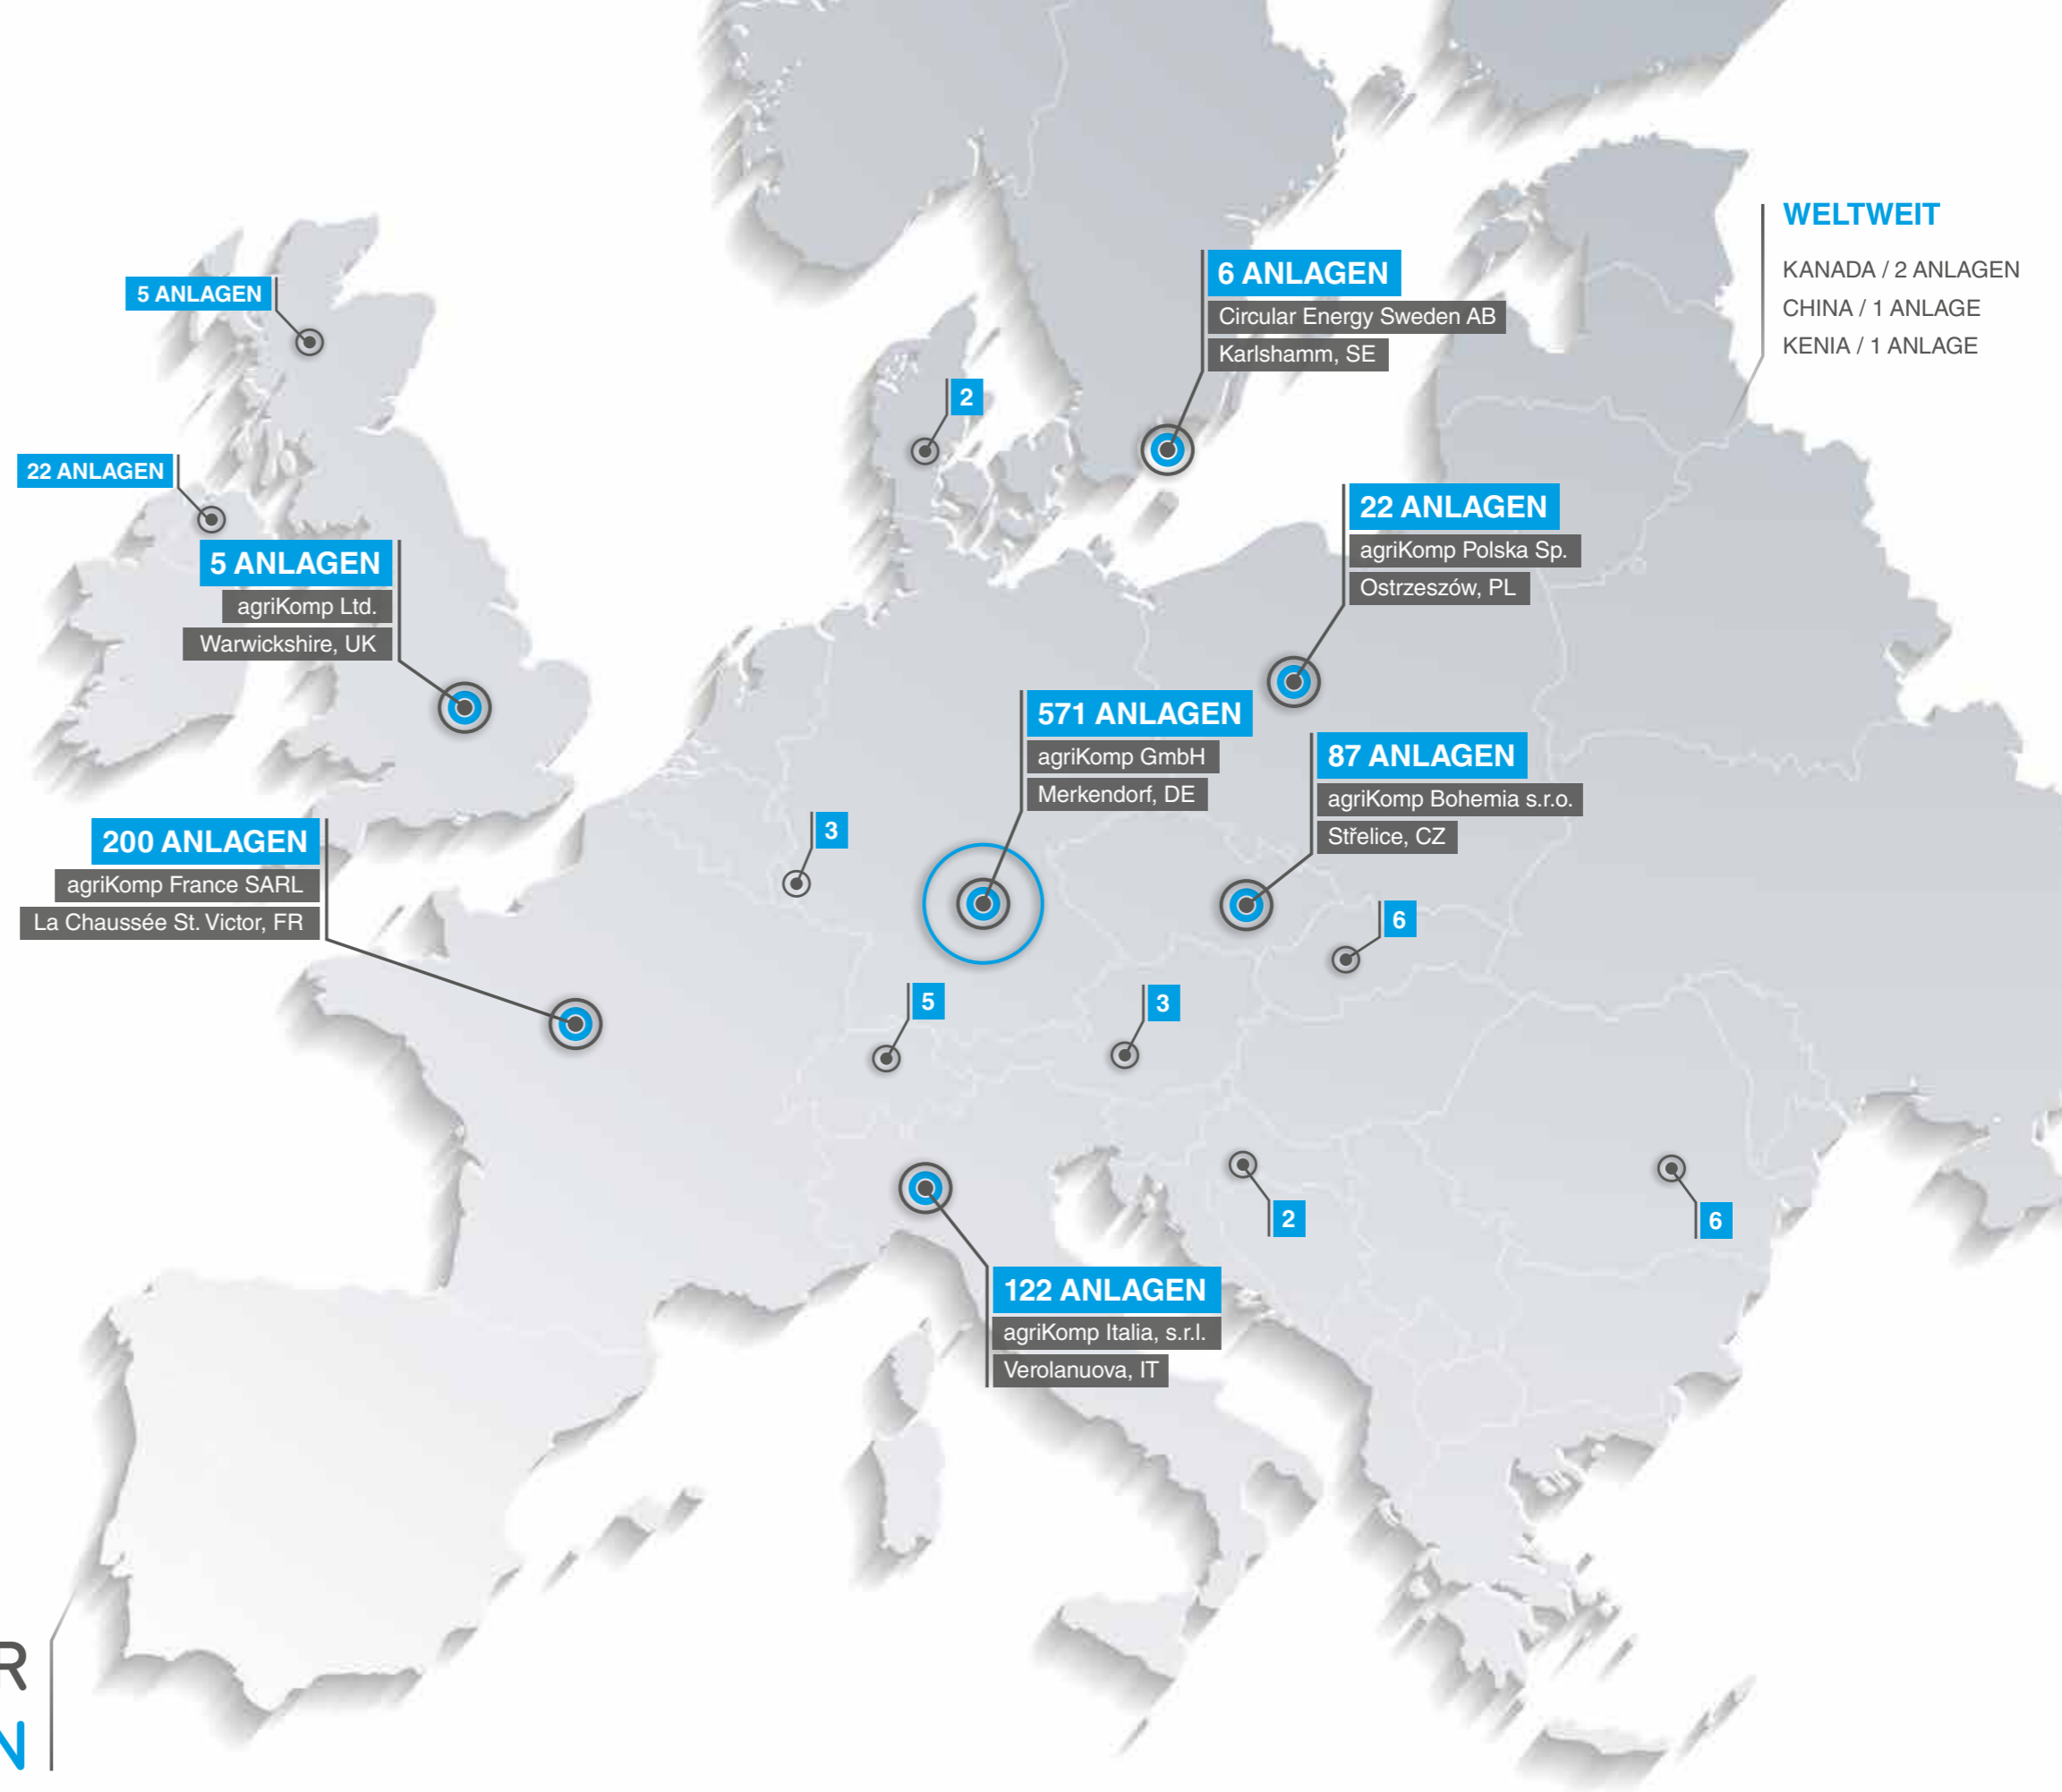 WELTWEIT
KANADA / 2 ANLAGEN
CHINA / 1 ANLAGE
KENIA / 1 ANLAGE
6 ANLAGEN
Circular Energy Sweden AB
Karlshamm, SE
5 ANLAGEN
2
22 ANLAGEN
22 ANLAGEN
agriKomp Polska Sp.
Ostrzeszów, PL
5 ANLAGEN
agriKomp Ltd.
Warwickshire, UK
571 ANLAGEN
agriKomp GmbH
Merkendorf, DE
87 ANLAGEN
agriKomp Bohemia s.r.o.
Střelice, CZ
200 ANLAGEN
agriKomp France SARL
La Chaussée St. Victor, FR
3
6
5
3
2
6
122 ANLAGEN
agriKomp Italia, s.r.l.
Verolanuova, IT
R
N